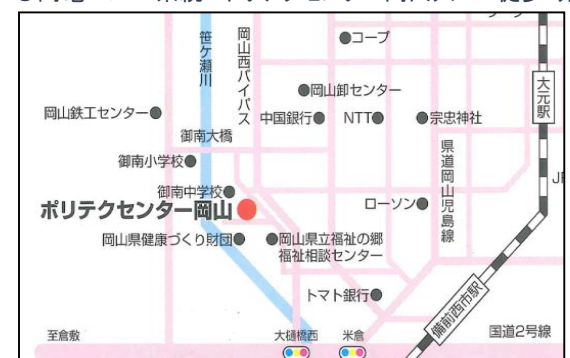 笹ケ瀬川
岡山西バイパス
●コープ
●岡山卸センター
大元駅
岡山鉄工センター●
中国銀行●
NTT●
●宗忠神社
御南大橋
県道岡山児島線
御南小学校●
御南中学校●
ポリテクセンター岡山●
ローソン●
岡山県健康づくり財団●
●岡山県立福祉の郷
福祉相談センター
トマト銀行●
備前西市駅
至倉敷
大樋橋西
米倉
国道2号線